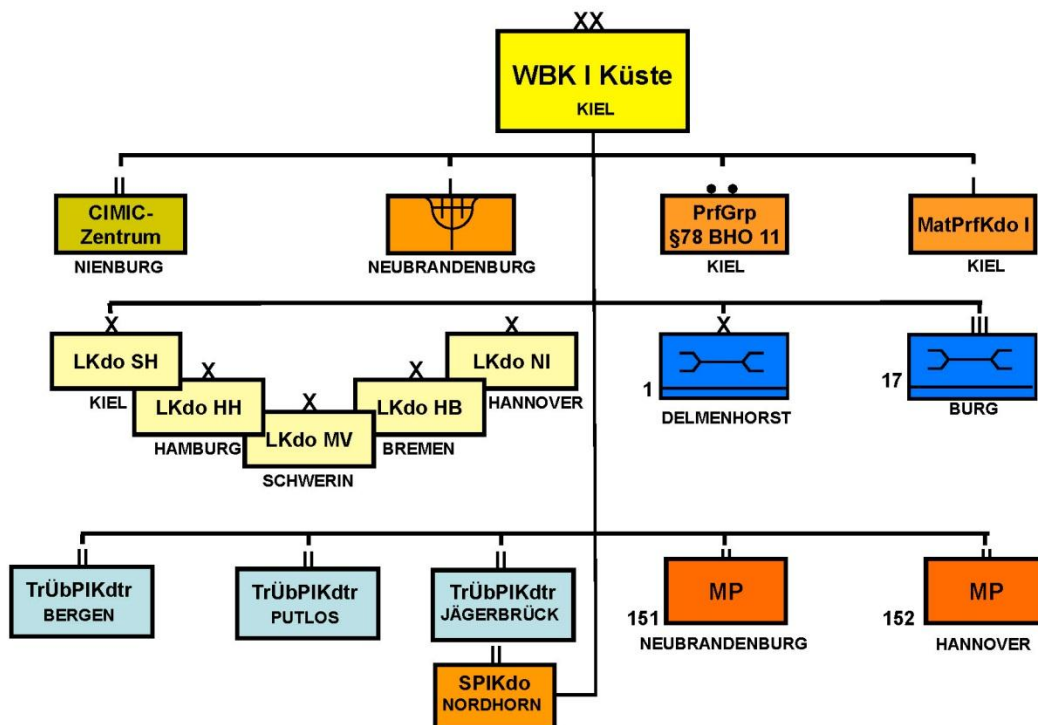 XX
WBK I Küste
KIEL
CIMIC-
Zentrum
NIENBURG
NEUBRANDENBURG
PrfGrp
§78 BHO 11
KIEL
MatPrfKdo I
KIEL
X
LKdo SH
KIEL
X
LKdo HH
HAMBURG
X
LKdo MV
SCHWERIN
X
LKdo HB
BREMEN
X
LKdo NI
HANNOVER
X
1
DELMENHORST
III
17
BURG
II
TrÜbPlKdtr
BERGEN
II
TrÜbPlKdtr
PUTLOS
II
TrÜbPlKdtr
JÄGERBRÜCK
II
MP
151
NEUBRANDENBURG
II
MP
152
HANNOVER
II
SPlKdo
NORDHORN